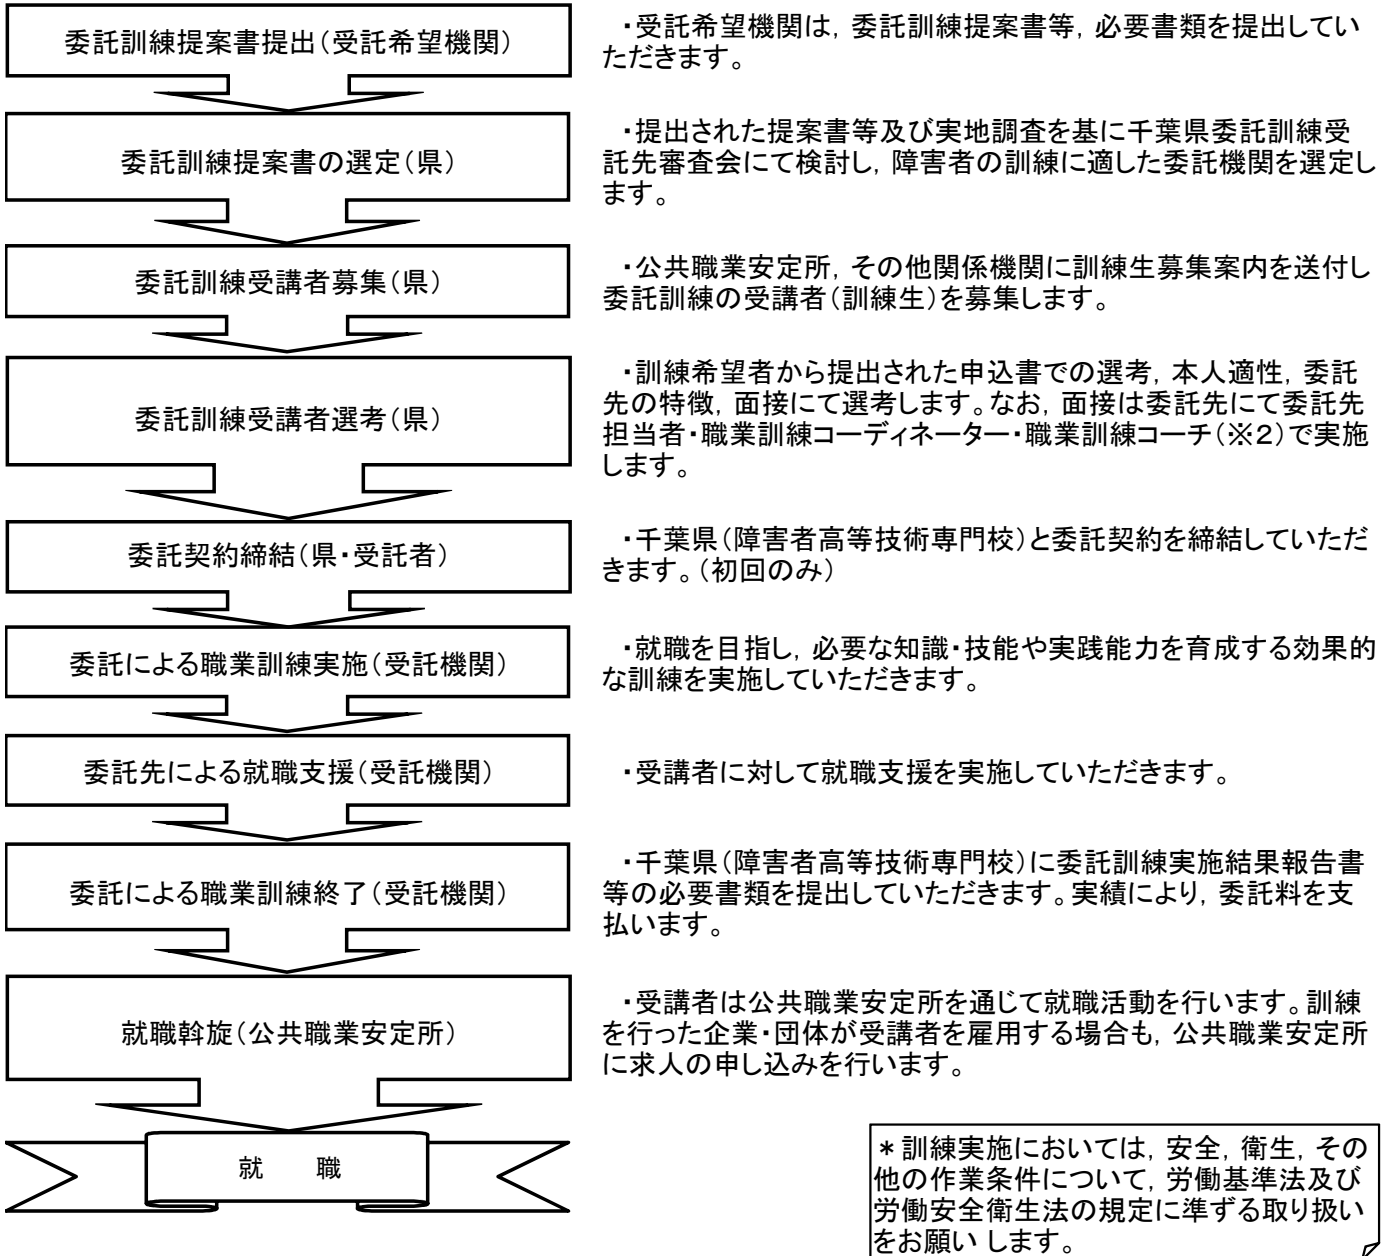 委託訓練提案書提出（受託希望機関）
・受託希望機関は，委託訓練提案書等，必要書類を提出してい
ただきます。
委託訓練提案書の選定（県）
・提出された提案書等及び実地調査を基に千葉県委託訓練受
託先審査会にて検討し，障害者の訓練に適した委託機関を選定し
ます。
委託訓練受講者募集（県）
・公共職業安定所，その他関係機関に訓練生募集案内を送付し
委託訓練の受講者（訓練生）を募集します。
委託訓練受講者選考（県）
・訓練希望者から提出された申込書での選考，本人適性，委託
先の特徴，面接にて選考します。なお，面接は委託先にて委託先
担当者・職業訓練コーディネーター・職業訓練コーチ（※２）で実施
します。
委託契約締結（県・受託者）
・千葉県（障害者高等技術専門校）と委託契約を締結していただ
きます。（初回のみ）
委託による職業訓練実施（受託機関）
・就職を目指し，必要な知識・技能や実践能力を育成する効果的
な訓練を実施していただきます。
委託先による就職支援（受託機関）
・受講者に対して就職支援を実施していただきます。
委託による職業訓練終了（受託機関）
・千葉県（障害者高等技術専門校）に委託訓練実施結果報告書
等の必要書類を提出していただきます。実績により，委託料を支
払います。
就職斡旋（公共職業安定所）
・受講者は公共職業安定所を通じて就職活動を行います。訓練
を行った企業・団体が受講者を雇用する場合も，公共職業安定所
に求人の申し込みを行います。
就　職
＊訓練実施においては，安全，衛生，その
他の作業条件について，労働基準法及び
労働安全衛生法の規定に準ずる取り扱い
をお願い します。